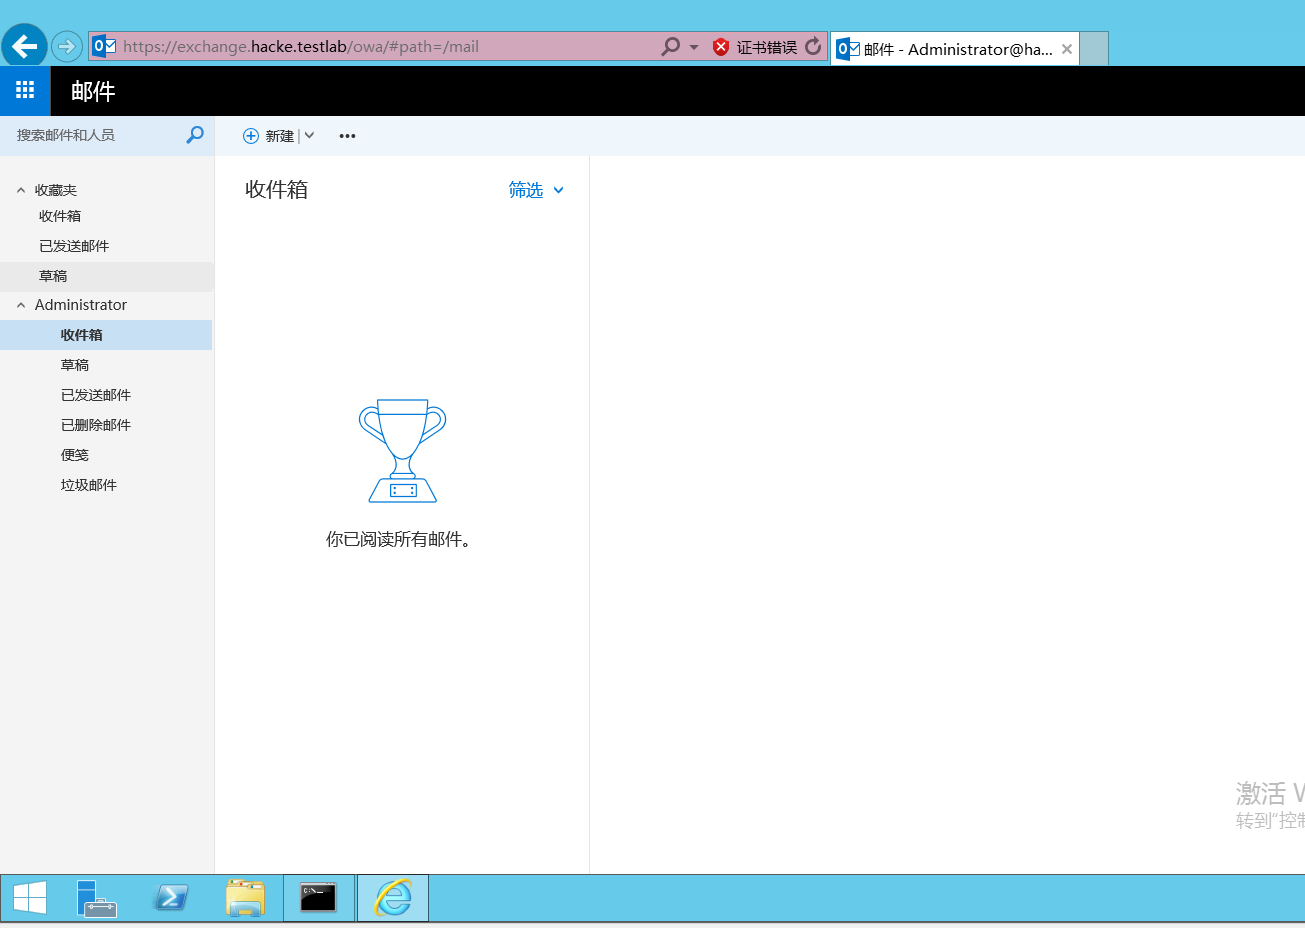 https://exchange.hacke.testlab/owa/#path=/mail
证书错误
邮件 - Administrator@ha...
邮件
搜索邮件和人员
新建
收藏夹
收件箱
已发送邮件
草稿
Administrator
收件箱
草稿
已发送邮件
已删除邮件
便笺
垃圾邮件
收件箱
筛选
你已阅读所有邮件。
激活 W
转到"控制